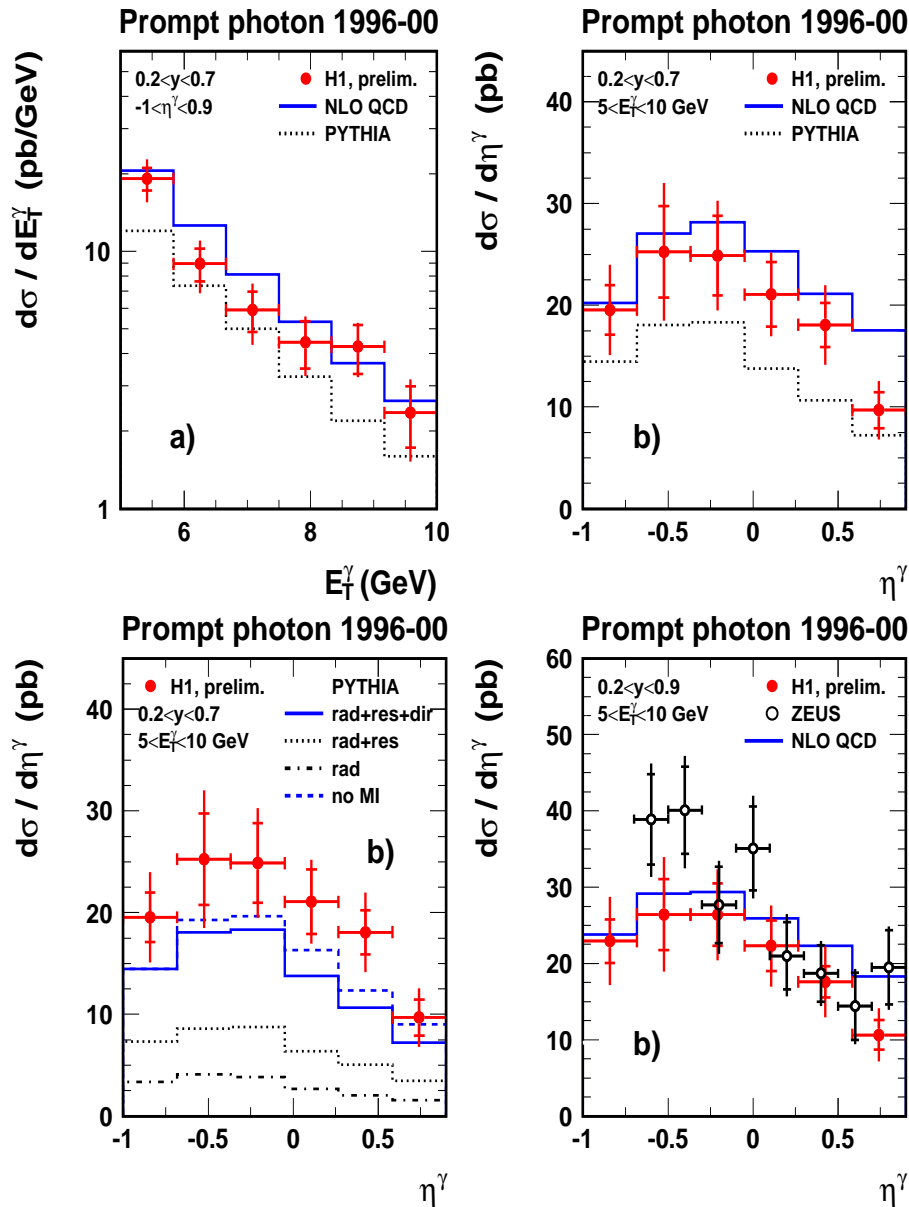 Prompt photon 1996-00
dσ / dE_T^γ (pb/GeV)
0.2<y<0.7
-1<η^γ<0.9
H1, prelim.
NLO QCD
PYTHIA
10
1
a)
6 8 10
E_T^γ (GeV)
Prompt photon 1996-00
dσ / dη^γ (pb)
0.2<y<0.7
5<E_T^γ<10 GeV
H1, prelim.
NLO QCD
PYTHIA
40
30
20
10
0
b)
-1 -0.5 0 0.5
η^γ
Prompt photon 1996-00
dσ / dη^γ (pb)
H1, prelim.
0.2<y<0.7
5<E_T^γ<10 GeV
PYTHIA
rad+res+dir
rad+res
rad
no MI
40
30
20
10
0
b)
-1 -0.5 0 0.5
η^γ
Prompt photon 1996-00
dσ / dη^γ (pb)
0.2<y<0.9
5<E_T^γ<10 GeV
H1, prelim.
ZEUS
NLO QCD
60
50
40
30
20
10
0
b)
-1 -0.5 0 0.5
η^γ